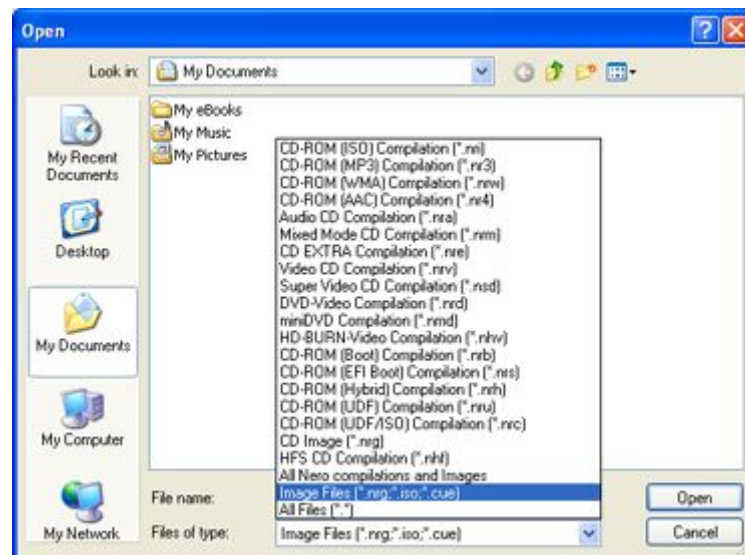 Open
Look in: My Documents
My Recent Documents
Desktop
My Documents
My Computer
My Network
My eBooks
My Music
My Pictures
CD-ROM (ISO) Compilation (*.nri)
CD-ROM (MP3) Compilation (*.nr3)
CD-ROM (WMA) Compilation (*.nrw)
CD-ROM (AAC) Compilation (*.nr4)
Audio CD Compilation (*.nra)
Mixed Mode CD Compilation (*.nrm)
CD EXTRA Compilation (*.nre)
Video CD Compilation (*.nrv)
Super Video CD Compilation (*.nsd)
DVD-Video Compilation (*.nrd)
miniDVD Compilation (*.nmd)
HD-BURN-Video Compilation (*.nhv)
CD-ROM (Boot) Compilation (*.nrb)
CD-ROM (EFI Boot) Compilation (*.nrs)
CD-ROM (Hybrid) Compilation (*.nrh)
CD-ROM (UDF) Compilation (*.nru)
CD-ROM (UDF/ISO) Compilation (*.nrc)
CD Image (*.nrg)
HFS CD Compilation (*.nhf)
All Nero compilations and Images
Image Files (*.nrg;*.iso;*.cue)
All Files (*.*)
File name:
Open
Files of type: Image Files (*.nrg;*.iso;*.cue)
Cancel